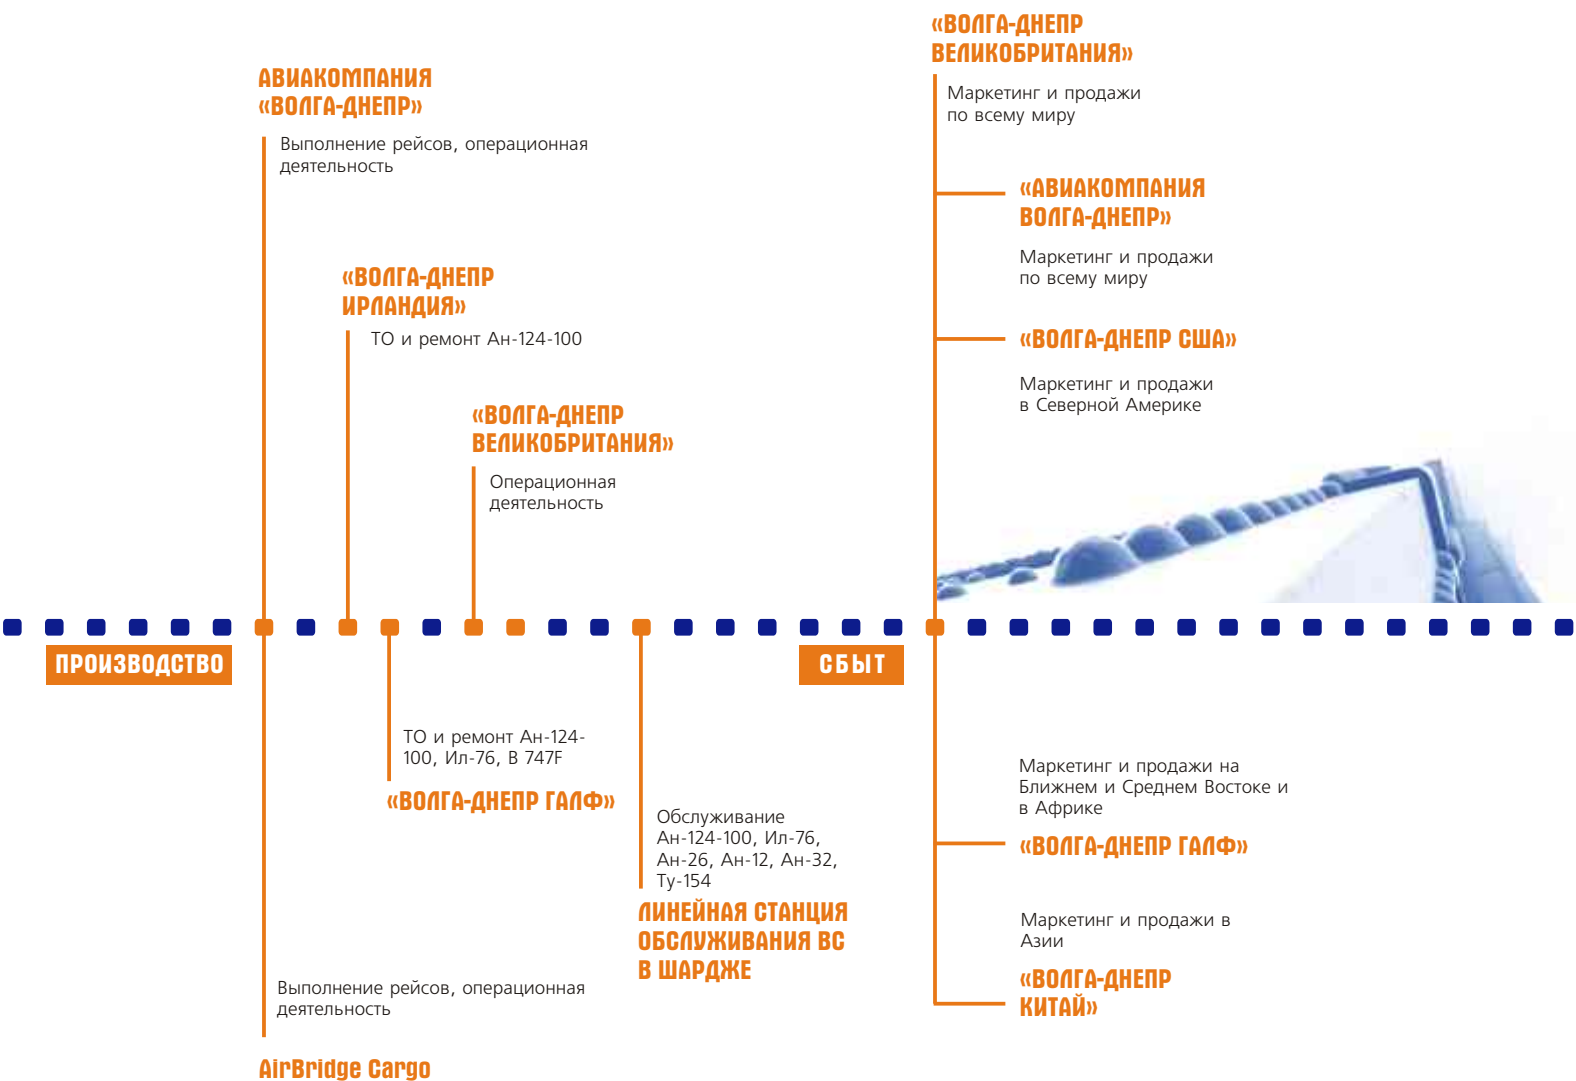 АВИАКОМПАНИЯ
«ВОЛГА-ДНЕПР»
Выполнение рейсов, операционная
деятельность
«ВОЛГА-ДНЕПР
ИРЛАНДИЯ»
ТО и ремонт Ан-124-100
«ВОЛГА-ДНЕПР
ВЕЛИКОБРИТАНИЯ»
Операционная
деятельность
«ВОЛГА-ДНЕПР
ВЕЛИКОБРИТАНИЯ»
Маркетинг и продажи
по всему миру
«АВИАКОМПАНИЯ
ВОЛГА-ДНЕПР»
Маркетинг и продажи
по всему миру
«ВОЛГА-ДНЕПР США»
Маркетинг и продажи
в Северной Америке
ПРОИЗВОДСТВО
СБЫТ
ТО и ремонт Ан-124-
100, Ил-76, В 747F
«ВОЛГА-ДНЕПР ГАЛФ»
Обслуживание
Ан-124-100, Ил-76,
Ан-26, Ан-12, Ан-32,
Ту-154
ЛИНЕЙНАЯ СТАНЦИЯ
ОБСЛУЖИВАНИЯ ВС
В ШАРДЖЕ
Выполнение рейсов, операционная
деятельность
AirBridge Cargo
Маркетинг и продажи на
Ближнем и Среднем Востоке и
в Африке
«ВОЛГА-ДНЕПР ГАЛФ»
Маркетинг и продажи в
Азии
«ВОЛГА-ДНЕПР
КИТАЙ»